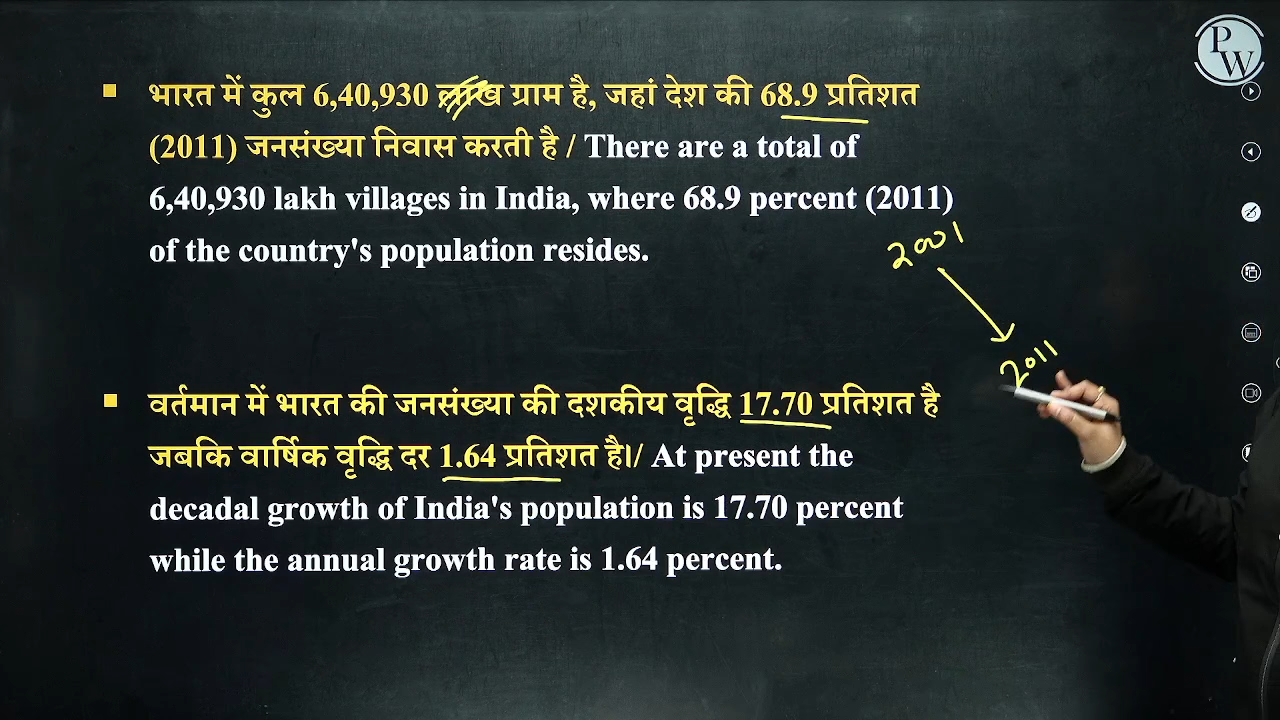 PW
भारत में कुल 6,40,930 लाख ग्राम है, जहां देश की 68.9 प्रतिशत
(2011) जनसंख्या निवास करती है / There are a total of
6,40,930 lakh villages in India, where 68.9 percent (2011)
of the country's population resides.
2001
2011
वर्तमान में भारत की जनसंख्या की दशकीय वृद्धि 17.70 प्रतिशत है
जबकि वार्षिक वृद्धि दर 1.64 प्रतिशत है।/ At present the
decadal growth of India's population is 17.70 percent
while the annual growth rate is 1.64 percent.